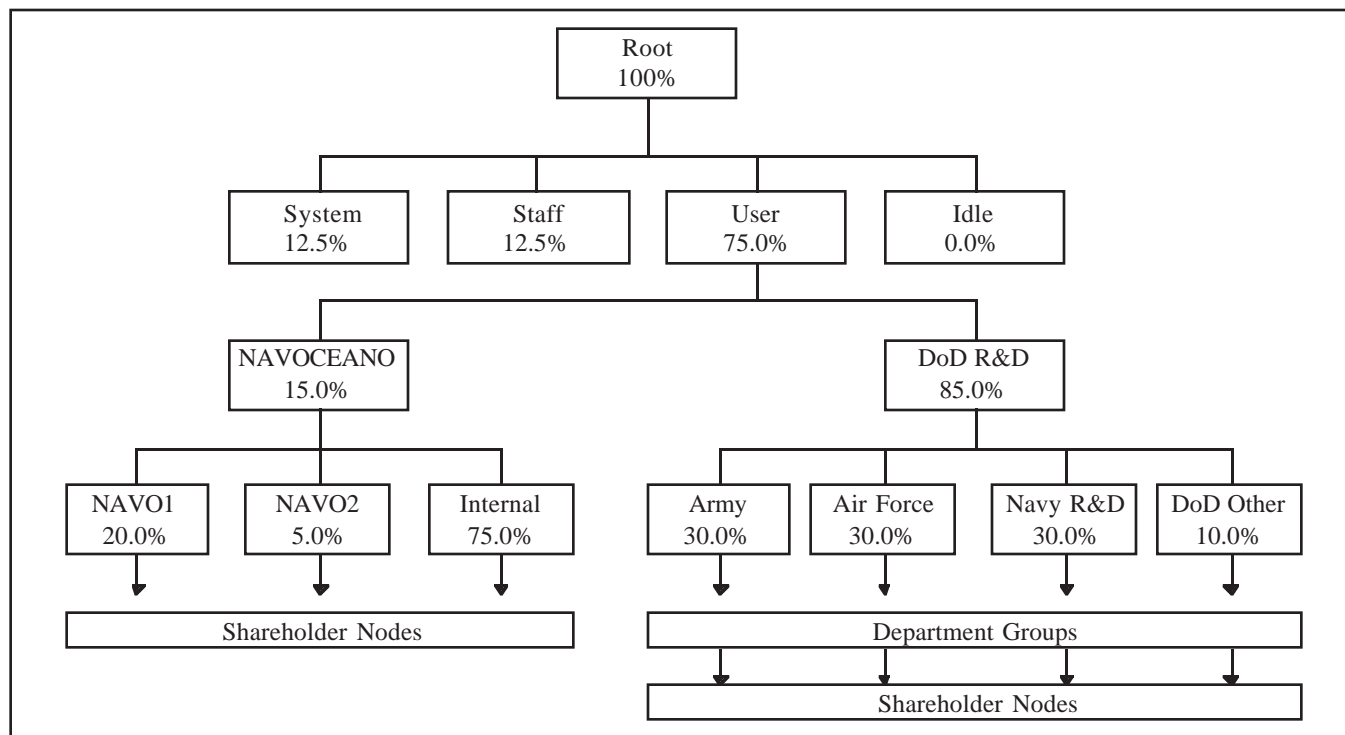 Root
100%
System
12.5%
Staff
12.5%
User
75.0%
Idle
0.0%
NAVOCEANO
15.0%
DoD R&D
85.0%
NAVO1
20.0%
NAVO2
5.0%
Internal
75.0%
Army
30.0%
Air Force
30.0%
Navy R&D
30.0%
DoD Other
10.0%
Shareholder Nodes
Department Groups
Shareholder Nodes